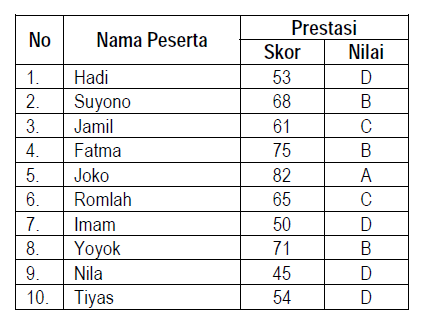 No Nama Peserta Prestasi
Skor Nilai
1. Hadi 53 D
2. Suyono 68 B
3. Jamil 61 C
4. Fatma 75 B
5. Joko 82 A
6. Romlah 65 C
7. Imam 50 D
8. Yoyok 71 B
9. Nila 45 D
10. Tiyas 54 D